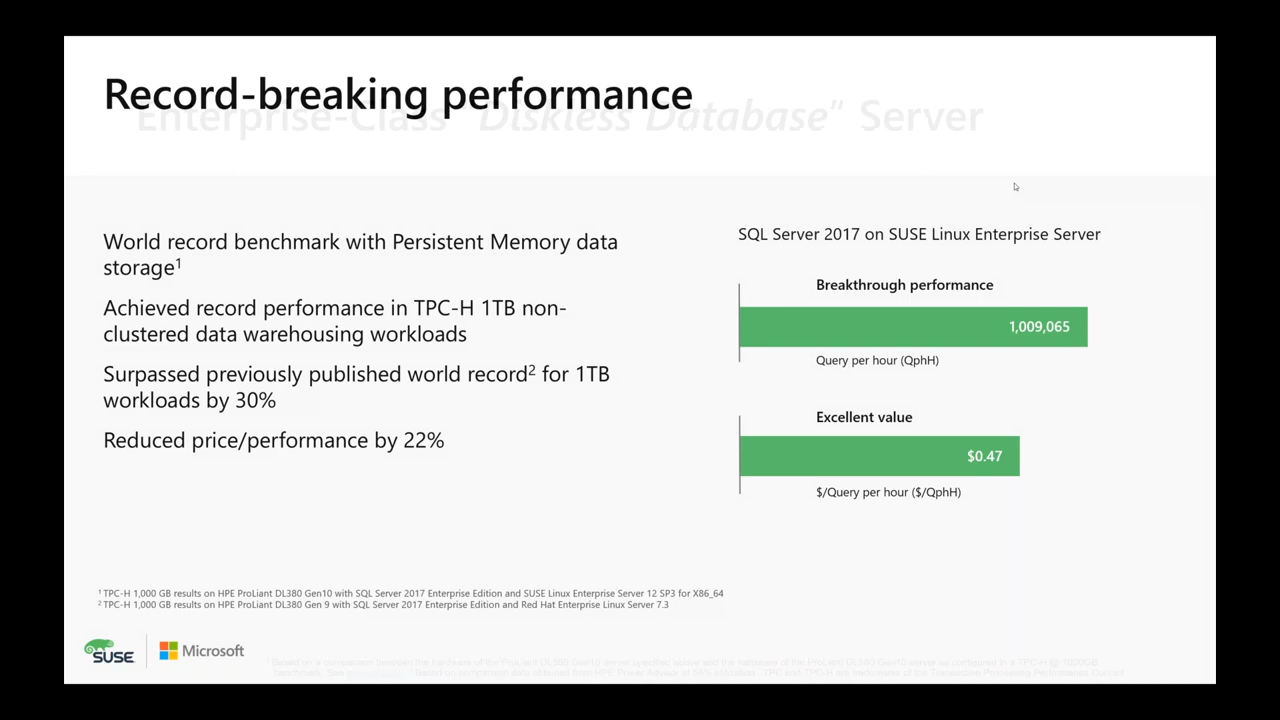 Record-breaking performance
Enterprise-Class "Diskless Database" Server
World record benchmark with Persistent Memory data
storage¹
Achieved record performance in TPC-H 1TB non-
clustered data warehousing workloads
Surpassed previously published world record² for 1TB
workloads by 30%
Reduced price/performance by 22%
SQL Server 2017 on SUSE Linux Enterprise Server
Breakthrough performance
1,009,065
Query per hour (QphH)
Excellent value
$0.47
$/Query per hour ($/QphH)
¹ TPC-H 1,000 GB results on HPE ProLiant DL380 Gen10 with SQL Server 2017 Enterprise Edition and SUSE Linux Enterprise Server 12 SP3 for X86_64
² TPC-H 1,000 GB results on HPE ProLiant DL380 Gen 9 with SQL Server 2017 Enterprise Edition and Red Hat Enterprise Linux Server 7.3
SUSE
Microsoft